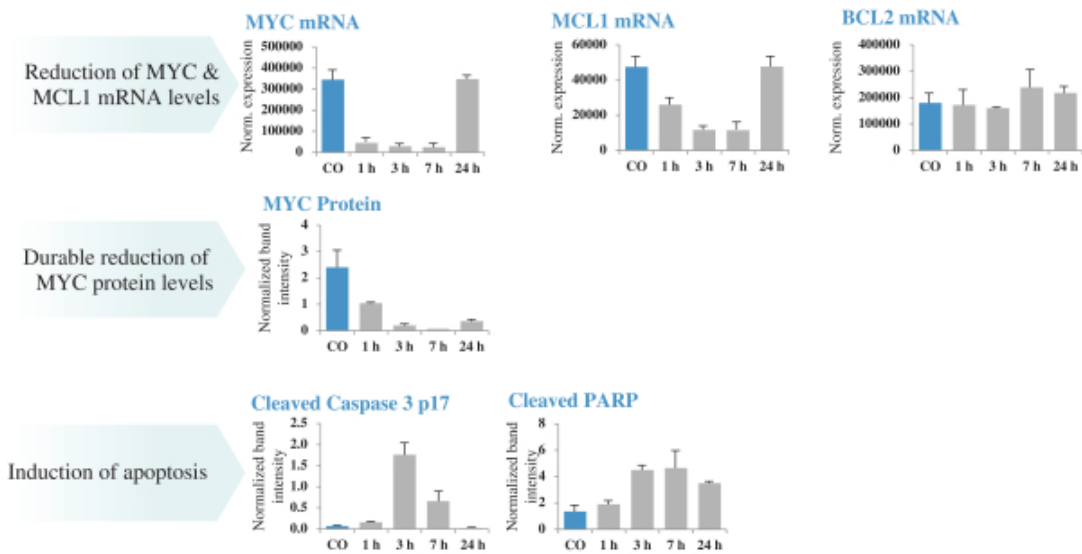 MYC mRNA
MCL1 mRNA
BCL2 mRNA
Reduction of MYC &
MCL1 mRNA levels
Norm. expression
500000
400000
300000
200000
100000
0
CO 1 h 3 h 7 h 24 h
Norm. expression
60000
40000
20000
0
CO 1 h 3 h 7 h 24 h
Norm. expression
400000
300000
200000
100000
0
CO 1 h 3 h 7 h 24 h
Durable reduction of
MYC protein levels
MYC Protein
Normalized band
intensity
4
3
2
1
0
CO 1 h 3 h 7 h 24 h
Induction of apoptosis
Cleaved Caspase 3 p17
Normalized band
intensity
2.5
2.0
1.5
1.0
0.5
0.0
CO 1 h 3 h 7 h 24 h
Cleaved PARP
Normalized band
intensity
8
6
4
2
0
CO 1 h 3 h 7 h 24 h